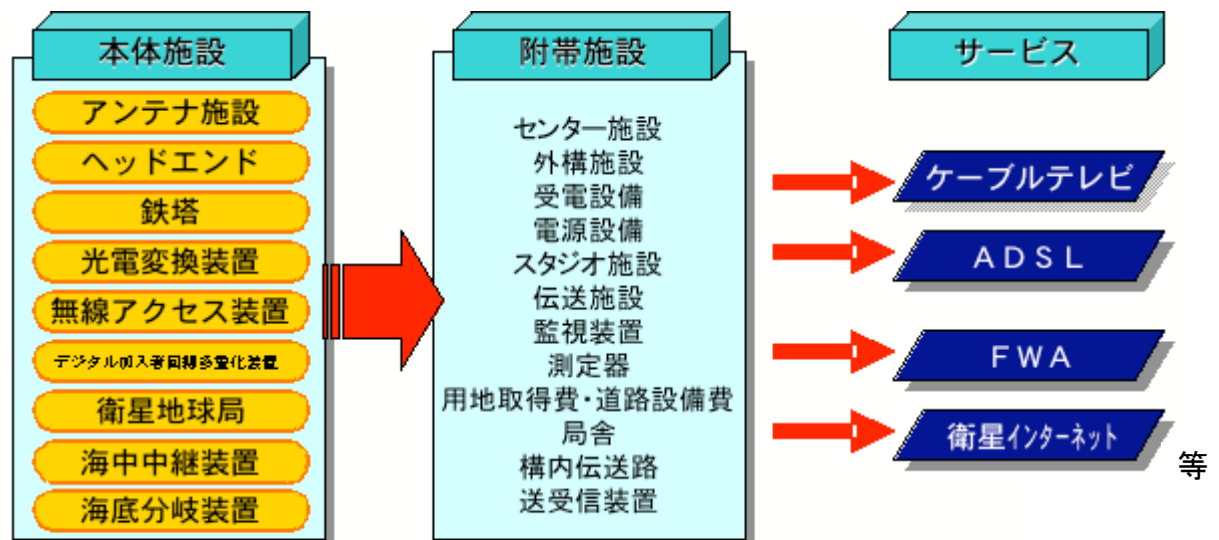 本体施設
アンテナ施設
ヘッドエンド
鉄塔
光電変換装置
無線アクセス装置
デジタル加入者回線多重化装置
衛星地球局
海中中継装置
海底分岐装置
附帯施設
センター施設
外構施設
受電設備
電源設備
スタジオ施設
伝送施設
監視装置
測定器
用地取得費・道路設備費
局舎
構内伝送路
送受信装置
サービス
ケーブルテレビ
ADSL
FWA
衛星インターネット
等